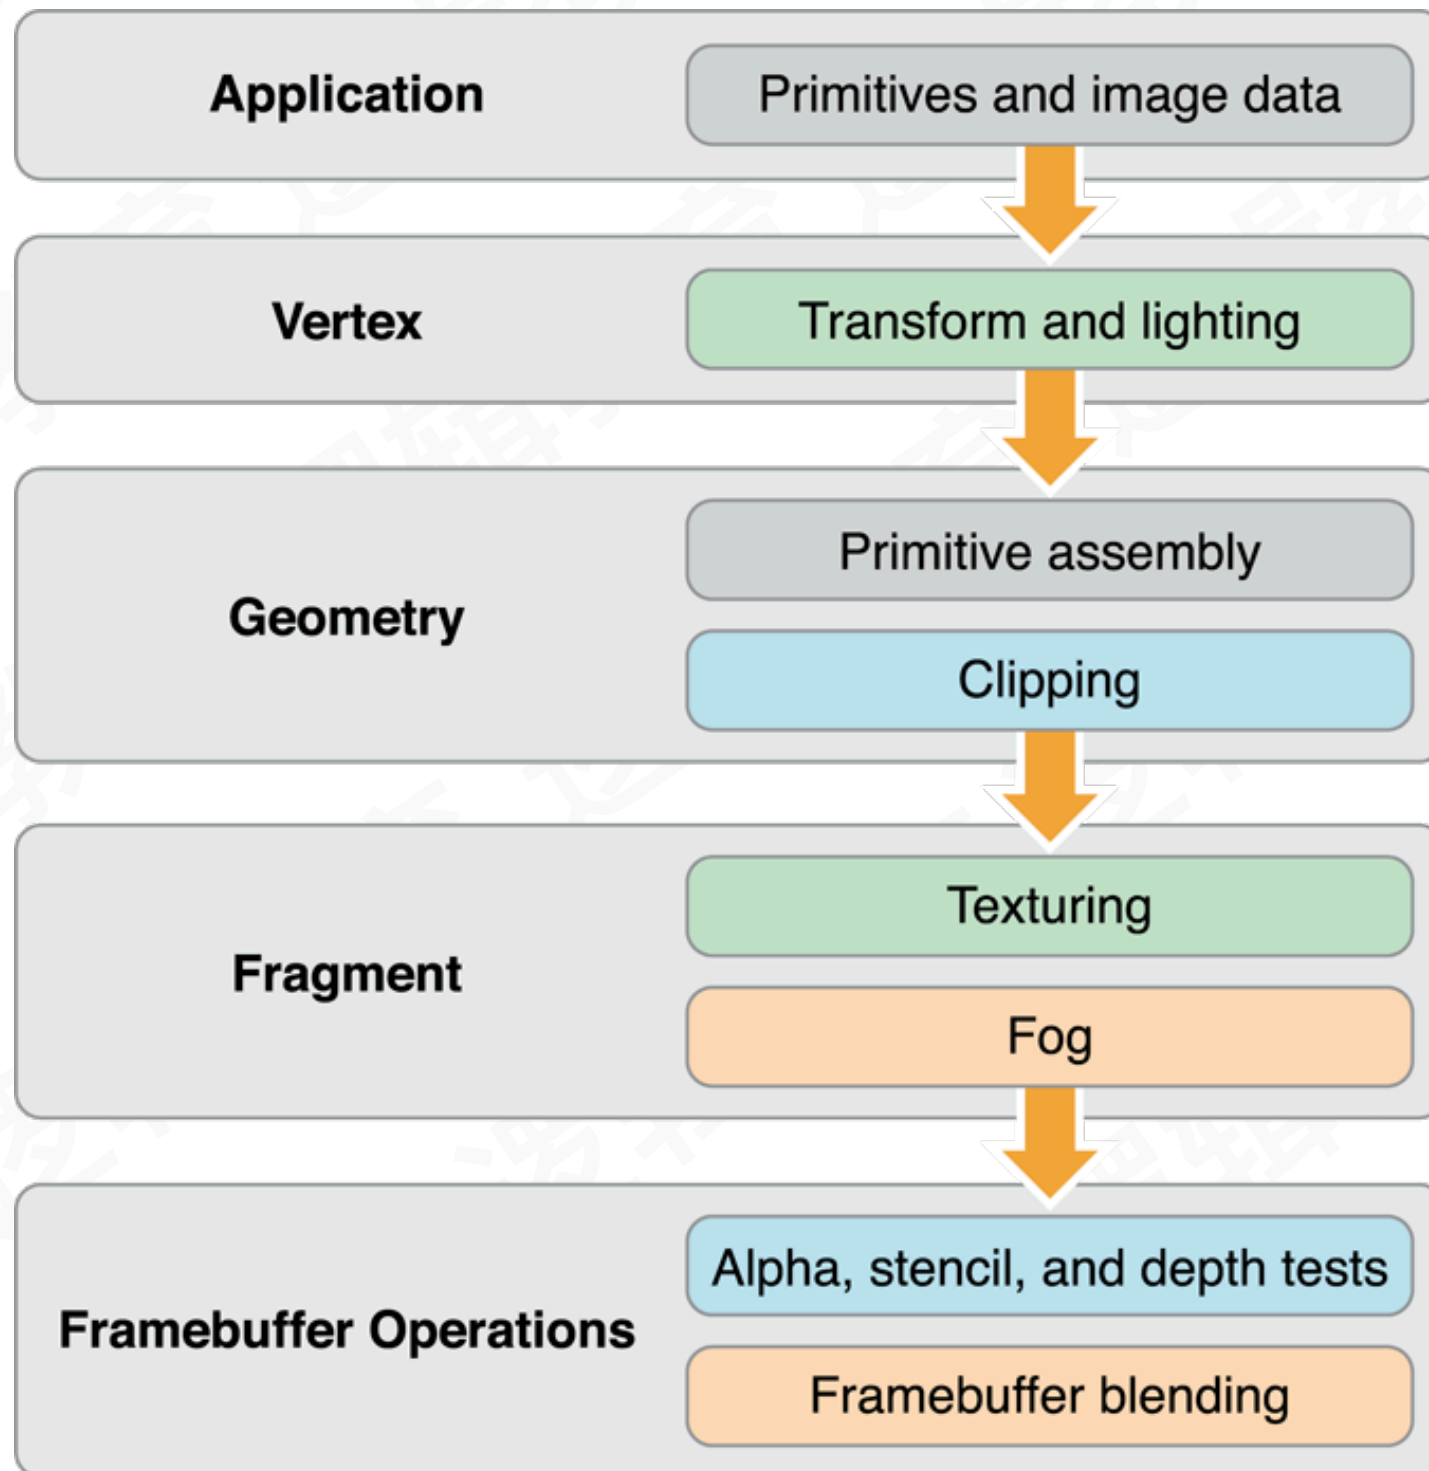 Application
Primitives and image data
Vertex
Transform and lighting
Geometry
Primitive assembly
Clipping
Fragment
Texturing
Fog
Framebuffer Operations
Alpha, stencil, and depth tests
Framebuffer blending